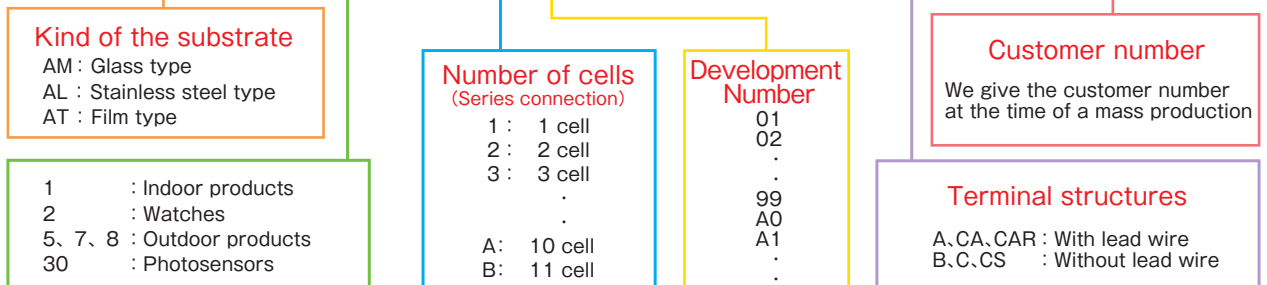 Kind of the substrate
AM : Glass type
AL : Stainless steel type
AT : Film type
1 : Indoor products
2 : Watches
5、7、8 : Outdoor products
30 : Photosensors
Number of cells
(Series connection)
1 : 1 cell
2 : 2 cell
3 : 3 cell
·
·
A: 10 cell
B: 11 cell
Development
Number
01
02
·
·
99
A0
A1
·
·
Customer number
We give the customer number
at the time of a mass production
Terminal structures
A、CA、CAR : With lead wire
B、C、CS : Without lead wire